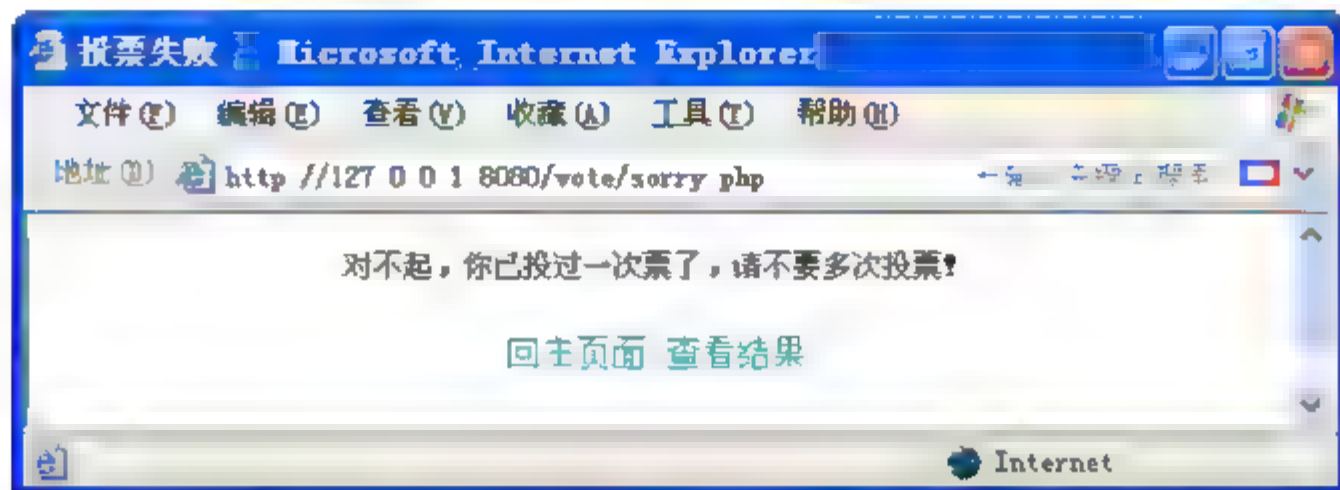 投票失败 Microsoft Internet Explorer
文件(F) 编辑(E) 查看(V) 收藏(A) 工具(T) 帮助(H)
地址(D) http //127 0 0 1 8080/vote/sorry php
对不起，你已投过一次票了，请不要多次投票!
回主页面 查看结果
Internet